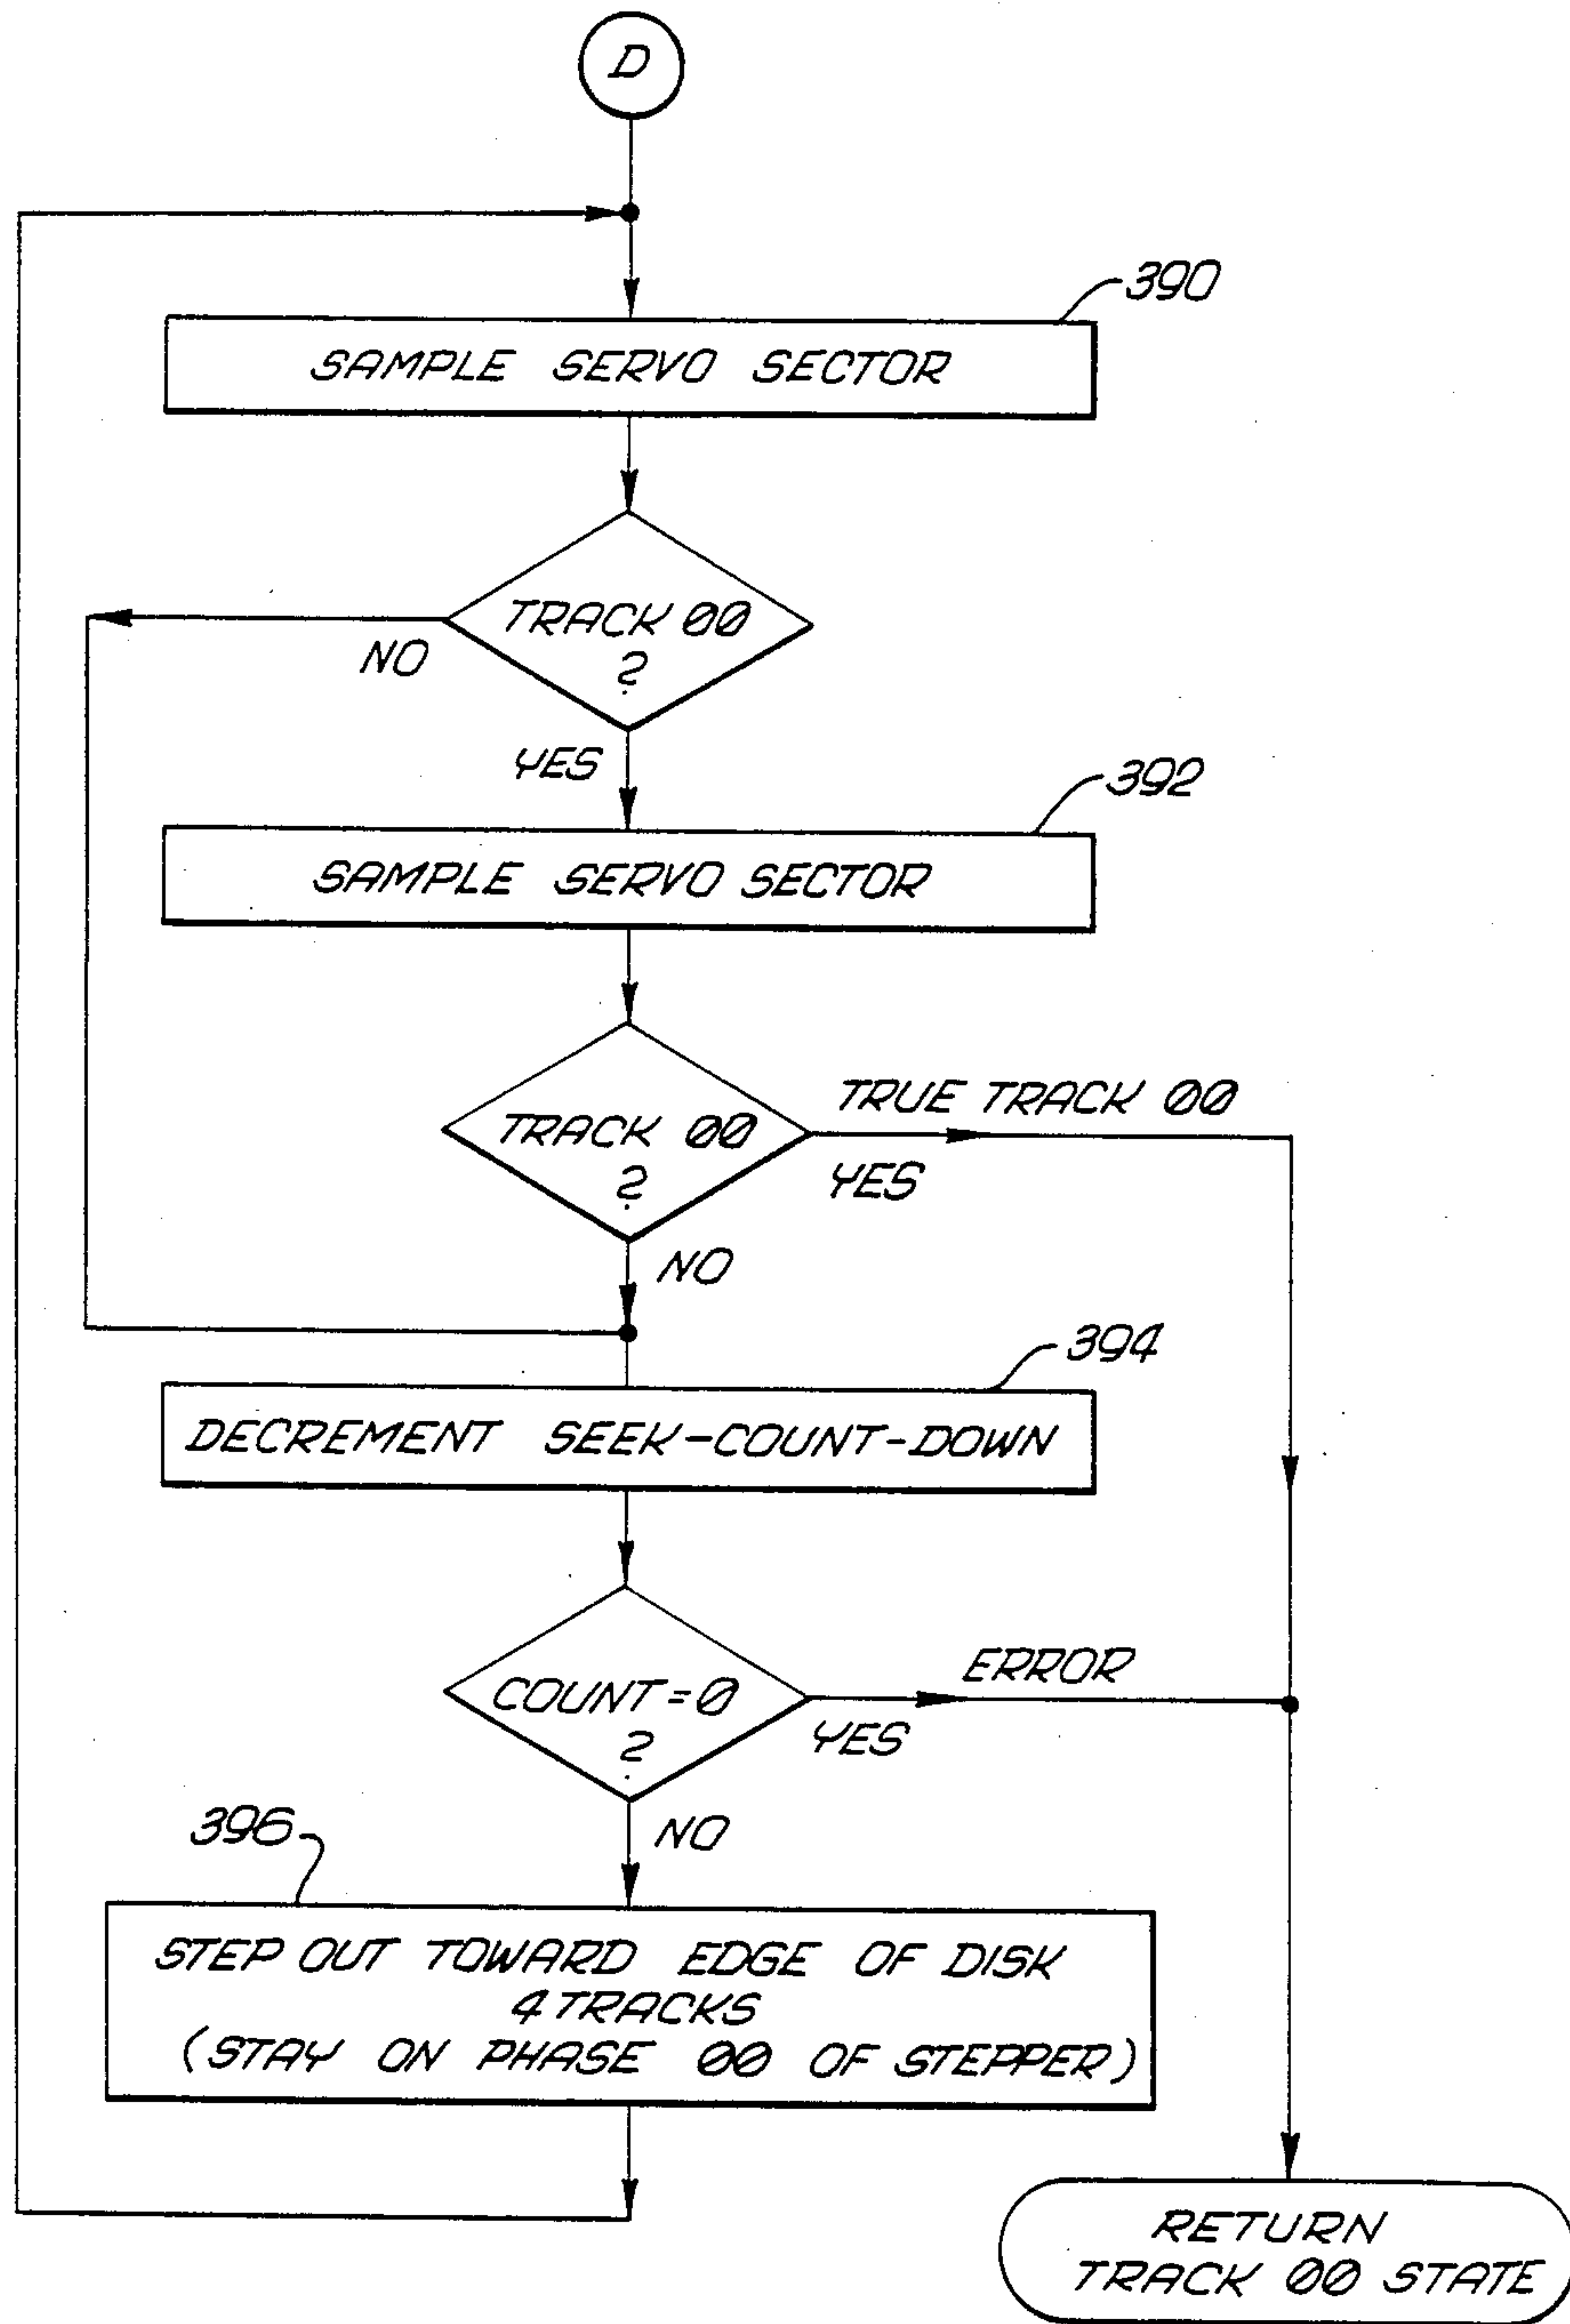 D
390
SAMPLE SERVO SECTOR
TRACK 00
?
NO
YES
392
SAMPLE SERVO SECTOR
TRACK 00
?
TRUE TRACK 00
YES
NO
394
DECREMENT SEEK-COUNT-DOWN
COUNT=0
?
ERROR
YES
NO
396
STEP OUT TOWARD EDGE OF DISK
4 TRACKS
(STAY ON PHASE 00 OF STEPPER)
RETURN
TRACK 00 STATE